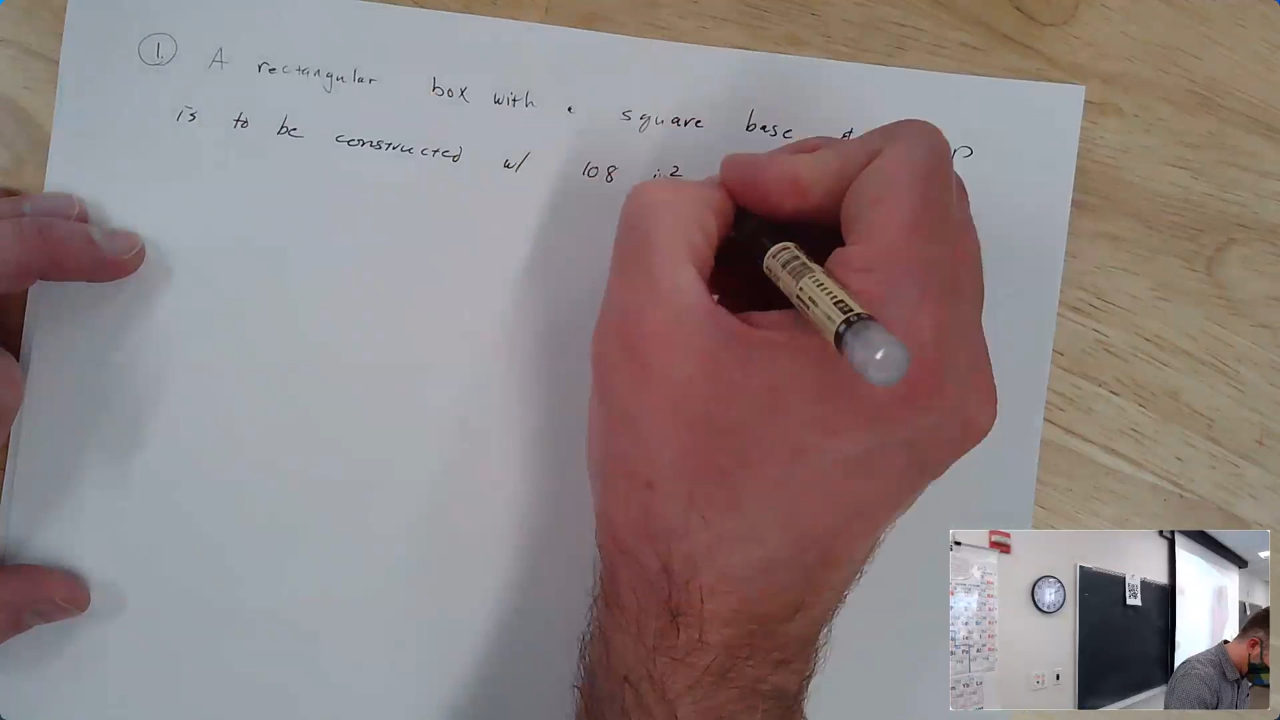 1. A rectangular box with a square base
is to be constructed w/ 108